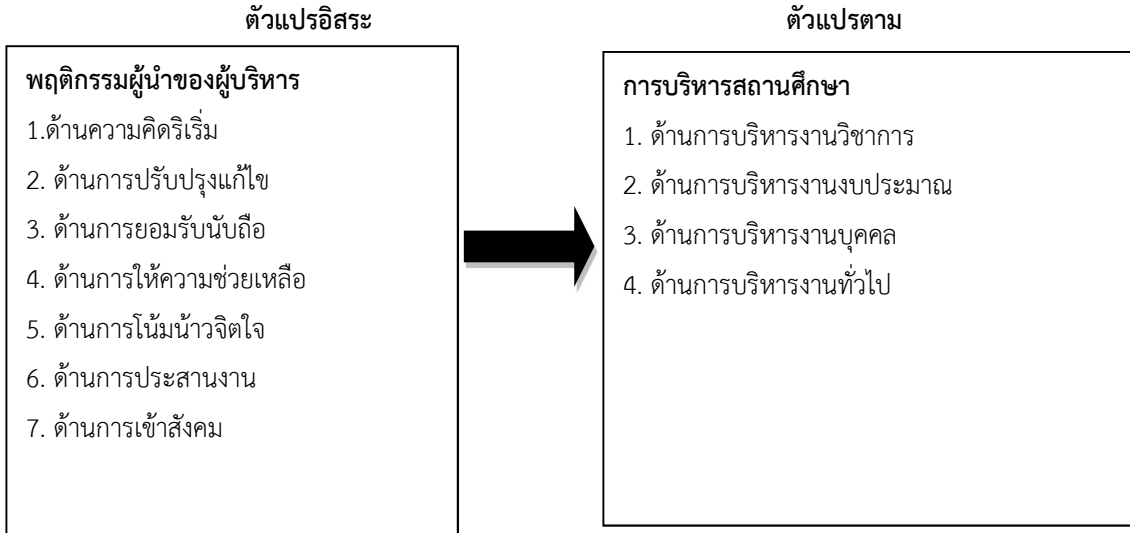 ตัวแปรอิสระ
พฤติกรรมผู้นำของผู้บริหาร
1.ด้านความคิดริเริ่ม
2. ด้านการปรับปรุงแก้ไข
3. ด้านการยอมรับนับถือ
4. ด้านการให้ความช่วยเหลือ
5. ด้านการโน้มน้าวจิตใจ
6. ด้านการประสานงาน
7. ด้านการเข้าสังคม
ตัวแปรตาม
การบริหารสถานศึกษา
1. ด้านการบริหารงานวิชาการ
2. ด้านการบริหารงานงบประมาณ
3. ด้านการบริหารงานบุคคล
4. ด้านการบริหารงานทั่วไป